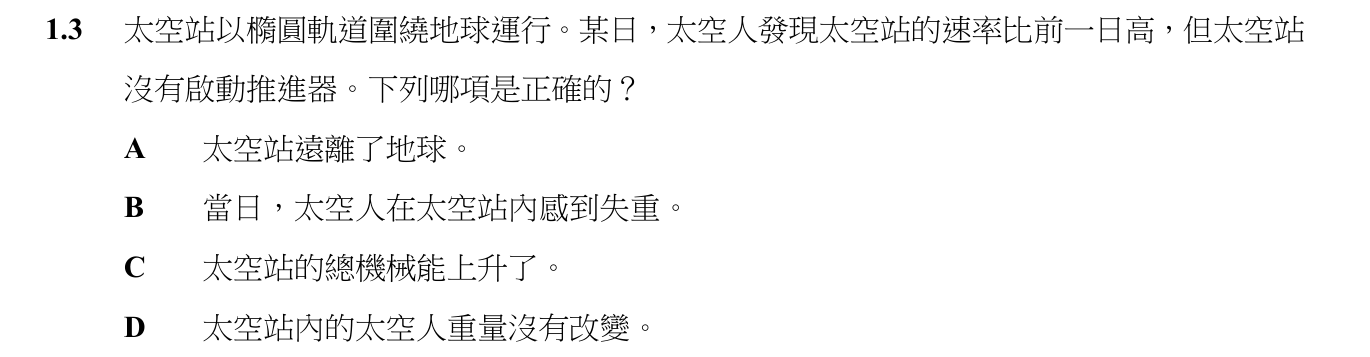 1.3 太空站以橢圓軌道圍繞地球運行。某日，太空人發現太空站的速率比前一日高，但太空站
沒有啟動推進器。下列哪項是正確的？
A 太空站遠離了地球。
B 當日，太空人在太空站內感到失重。
C 太空站的總機械能上升了。
D 太空站內的太空人重量沒有改變。